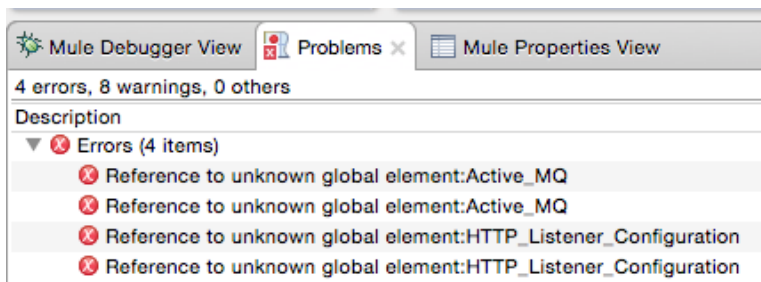 Mule Debugger View Problems Mule Properties View
4 errors, 8 warnings, 0 others
Description
Errors (4 items)
Reference to unknown global element:Active_MQ
Reference to unknown global element:Active_MQ
Reference to unknown global element:HTTP_Listener_Configuration
Reference to unknown global element:HTTP_Listener_Configuration